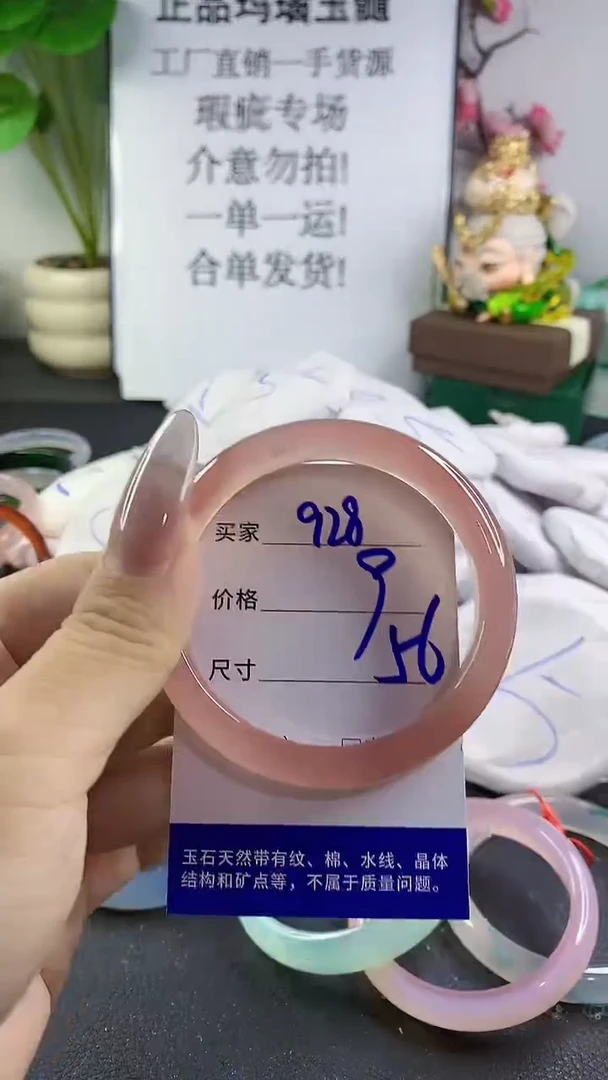 正品玛瑙玉髓
工厂直销一手货源
瑕疵专场
介意勿拍!
一单一运!
合单发货!
买家 928
价格 9
尺寸 56
玉石天然带有纹、棉、水线、晶体
结构和矿点等，不属于质量问题。